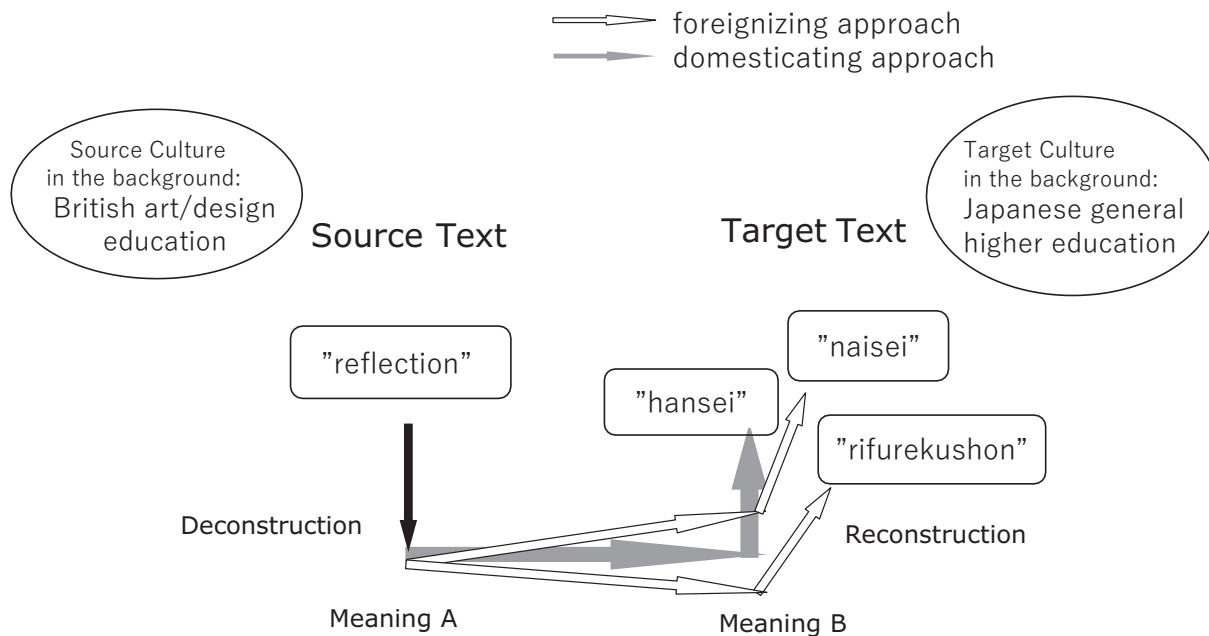 foreignizing approach
domesticating approach
Source Culture
in the background:
British art/design
education
Source Text
Target Text
Target Culture
in the background:
Japanese general
higher education
”reflection”
”naisei”
”hansei”
”rifurekushon”
Deconstruction
Reconstruction
Meaning A
Meaning B